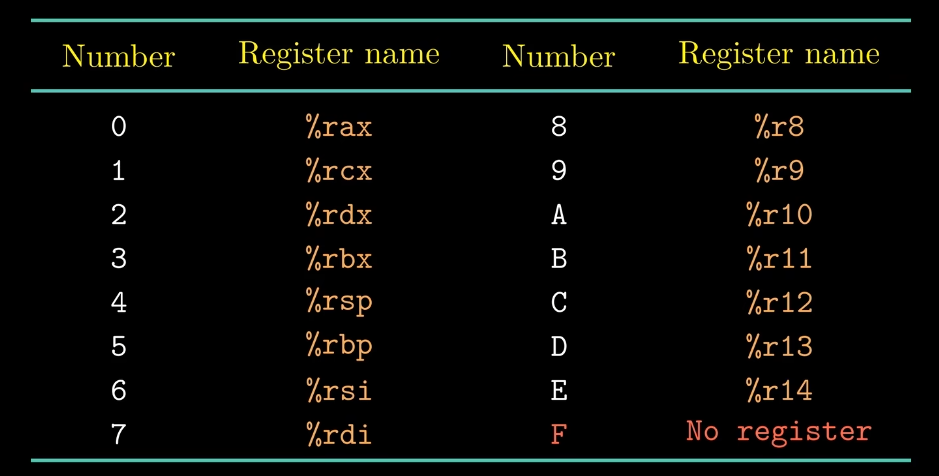 Number Register name Number Register name
0 %rax 8 %r8
1 %rcx 9 %r9
2 %rdx A %r10
3 %rbx B %r11
4 %rsp C %r12
5 %rbp D %r13
6 %rsi E %r14
7 %rdi F No register